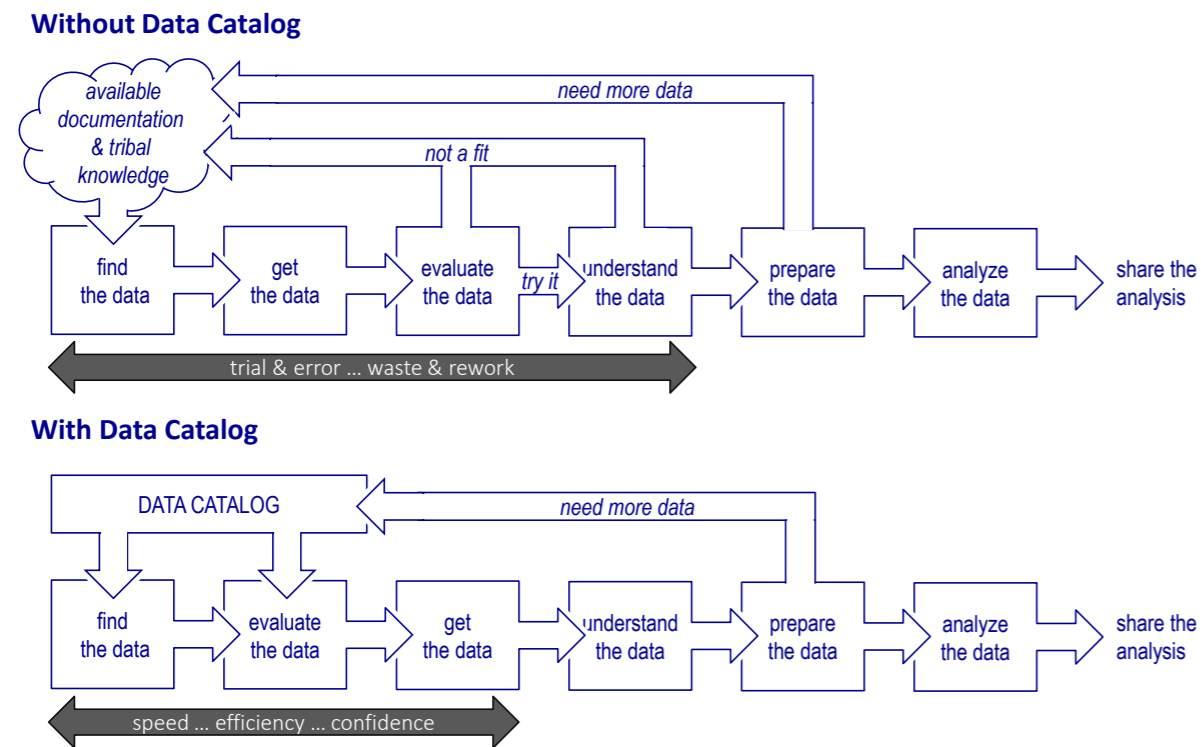 Without Data Catalog
available
documentation
& tribal
knowledge
need more data
not a fit
find
the data
get
the data
evaluate
the data
try it
understand
the data
prepare
the data
analyze
the data
share the
analysis
trial & error ... waste & rework
With Data Catalog
DATA CATALOG
need more data
find
the data
evaluate
the data
get
the data
understand
the data
prepare
the data
analyze
the data
share the
analysis
speed ... efficiency ... confidence